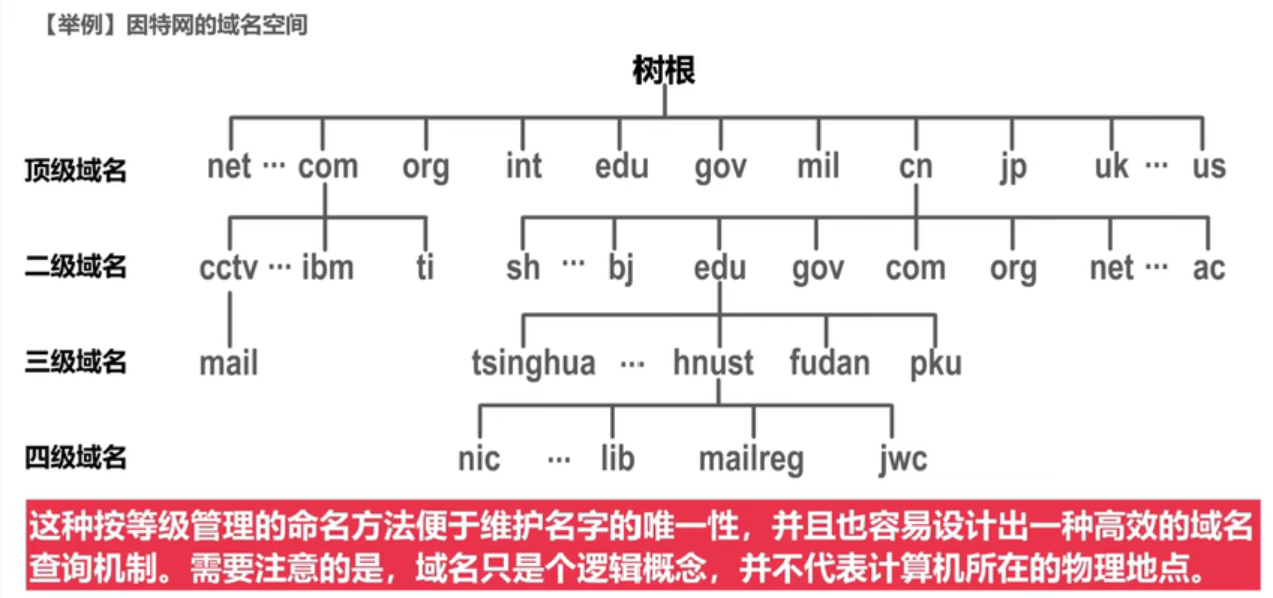 【举例】因特网的域名空间
树根
顶级域名 net ··· com org int edu gov mil cn jp uk ··· us
二级域名 cctv ··· ibm ti sh ··· bj edu gov com org net ··· ac
三级域名 mail tsinghua ··· hnust fudan pku
四级域名 nic ··· lib mailreg jwc
这种按等级管理的命名方法便于维护名字的唯一性，并且也容易设计出一种高效的域名
查询机制。需要注意的是，域名只是个逻辑概念，并不代表计算机所在的物理地点。